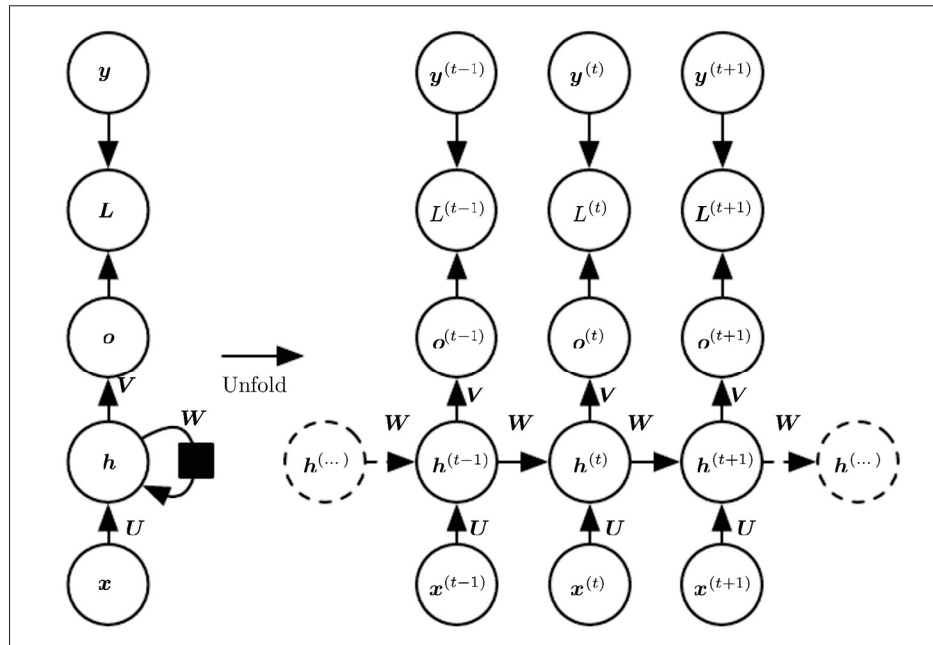 y y^(t−1) y^(t) y^(t+1)
L L^(t−1) L^(t) L^(t+1)
o o^(t−1) o^(t) o^(t+1)
Unfold
V V V V
W W W W W
h h^(...) h^(t−1) h^(t) h^(t+1) h^(...)
U U U U
x x^(t−1) x^(t) x^(t+1)